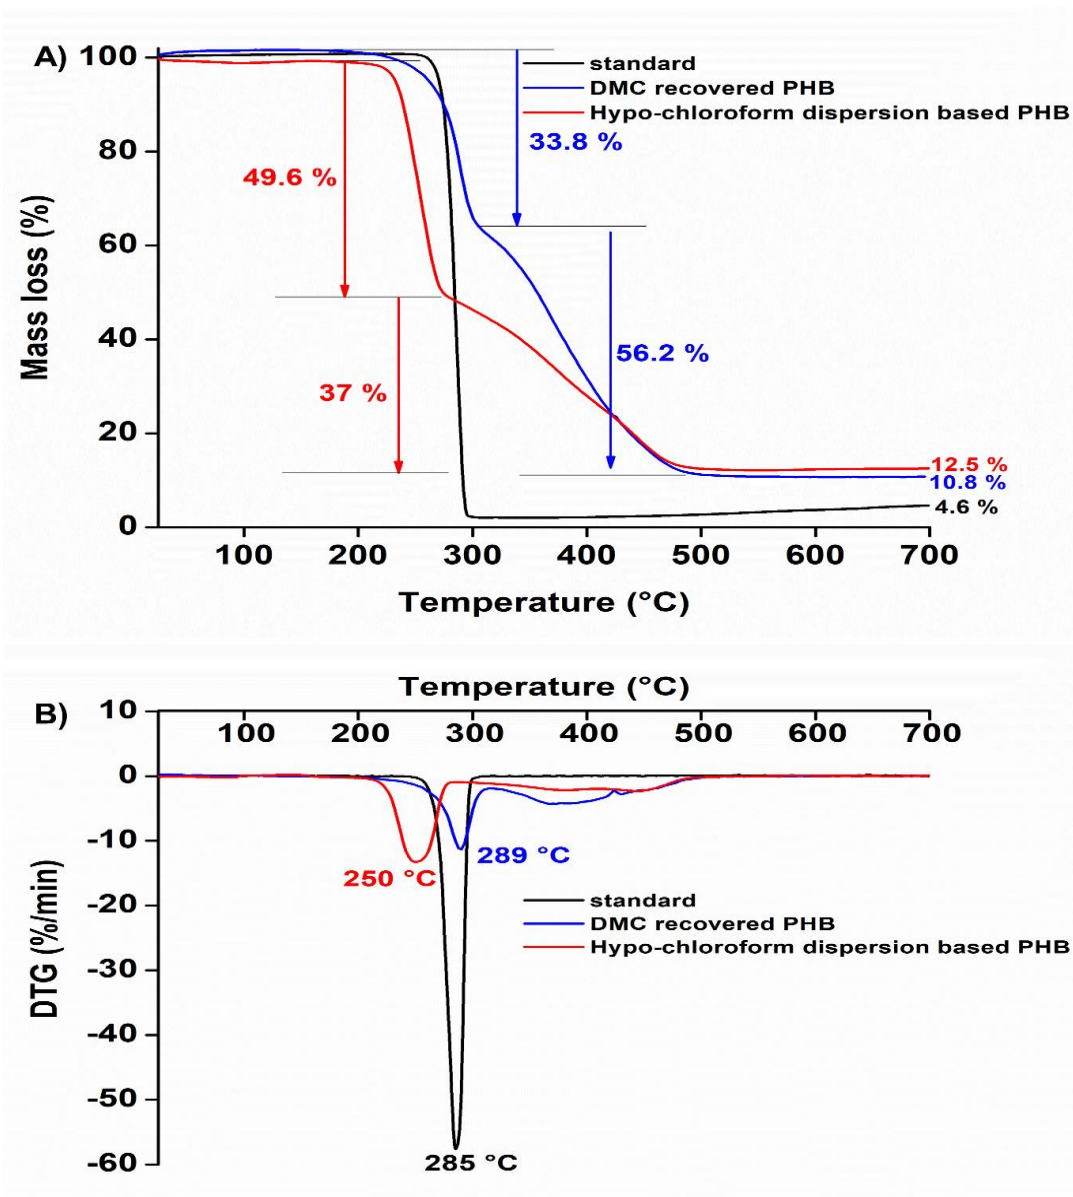 A)
100
80
60
40
20
0
Mass loss (%)
standard
DMC recovered PHB
Hypo-chloroform dispersion based PHB
33.8 %
49.6 %
56.2 %
37 %
12.5 %
10.8 %
4.6 %
100 200 300 400 500 600 700
Temperature (°C)
Temperature (°C)
B)
10
100 200 300 400 500 600 700
0
-10
-20
-30
-40
-50
-60
DTG (%/min)
289 °C
250 °C
standard
DMC recovered PHB
Hypo-chloroform dispersion based PHB
285 °C